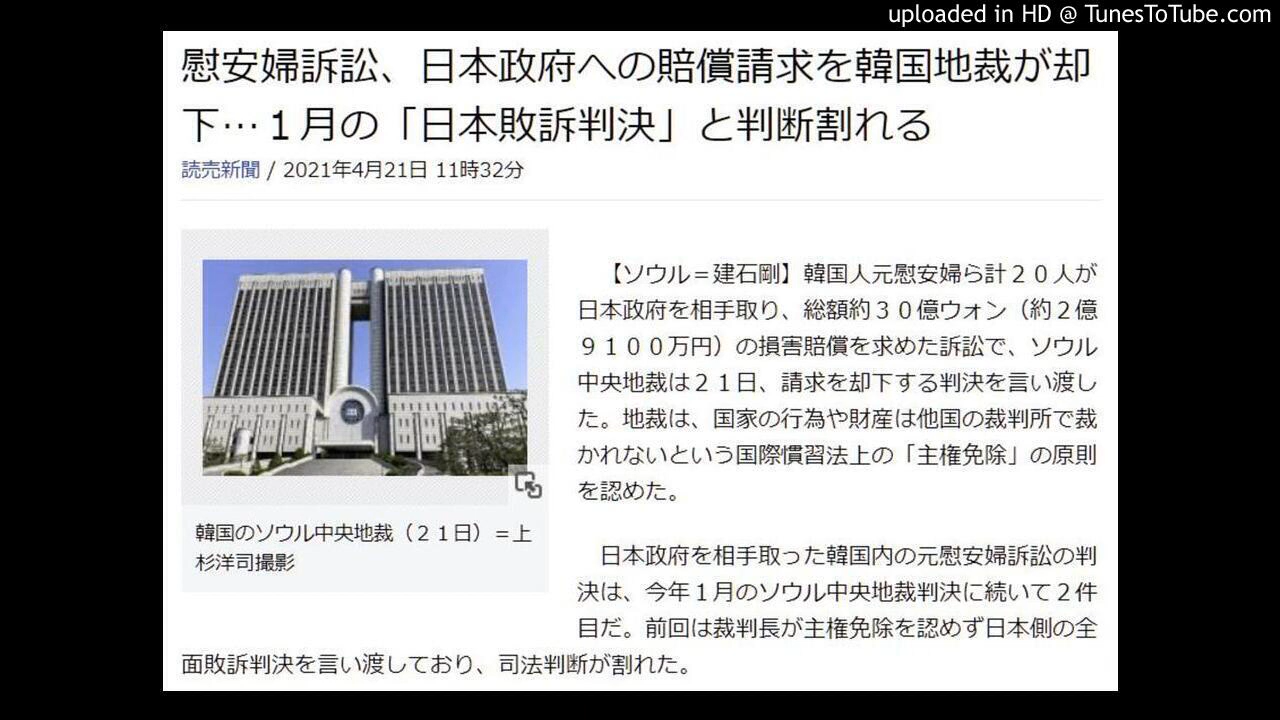 uploaded in HD @ TunesToTube.com
慰安婦訴訟、日本政府への賠償請求を韓国地裁が却
下…１月の「日本敗訴判決」と判断割れる
読売新聞 / 2021年4月21日 11時32分
【ソウル＝建石剛】韓国人元慰安婦ら計２０人が
日本政府を相手取り、総額約３０億ウォン（約２億
９１００万円）の損害賠償を求めた訴訟で、ソウル
中央地裁は２１日、請求を却下する判決を言い渡し
た。地裁は、国家の行為や財産は他国の裁判所で裁
かれないという国際慣習法上の「主権免除」の原則
を認めた。
韓国のソウル中央地裁（２１日）＝上
杉洋司撮影
日本政府を相手取った韓国内の元慰安婦訴訟の判
決は、今年１月のソウル中央地裁判決に続いて２件
目だ。前回は裁判長が主権免除を認めず日本側の全
面敗訴判決を言い渡しており、司法判断が割れた。